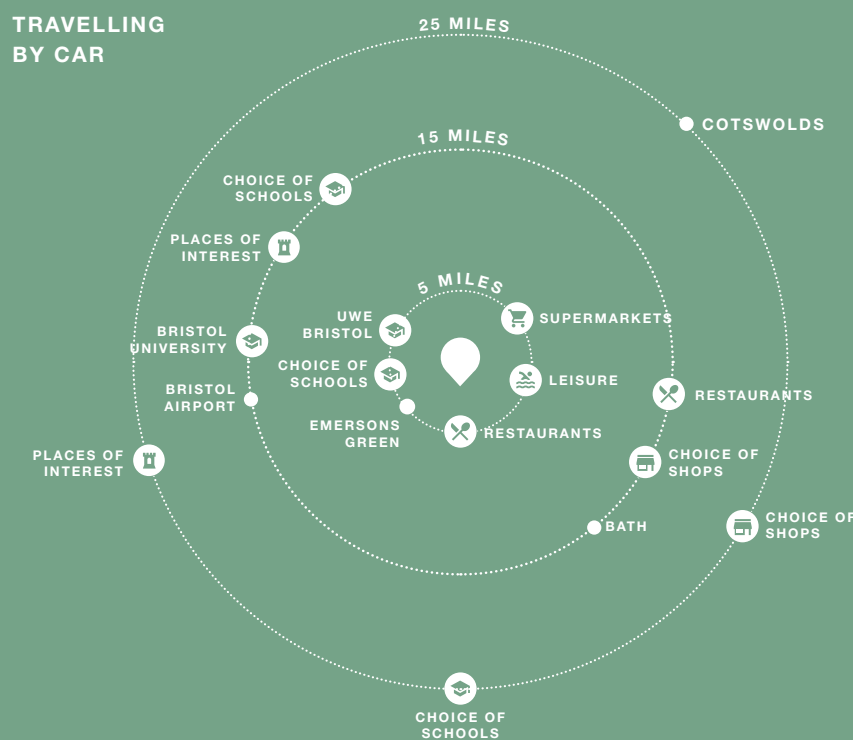 TRAVELLING
BY CAR
25 MILES
COTSWOLDS
15 MILES
CHOICE OF
SCHOOLS
PLACES OF
INTEREST
5 MILES
UWE
BRISTOL
SUPERMARKETS
BRISTOL
UNIVERSITY
CHOICE OF
SCHOOLS
LEISURE
BRISTOL
AIRPORT
RESTAURANTS
EMERSONS
GREEN
RESTAURANTS
PLACES OF
INTEREST
CHOICE OF
SHOPS
BATH
CHOICE OF
SHOPS
CHOICE OF
SCHOOLS